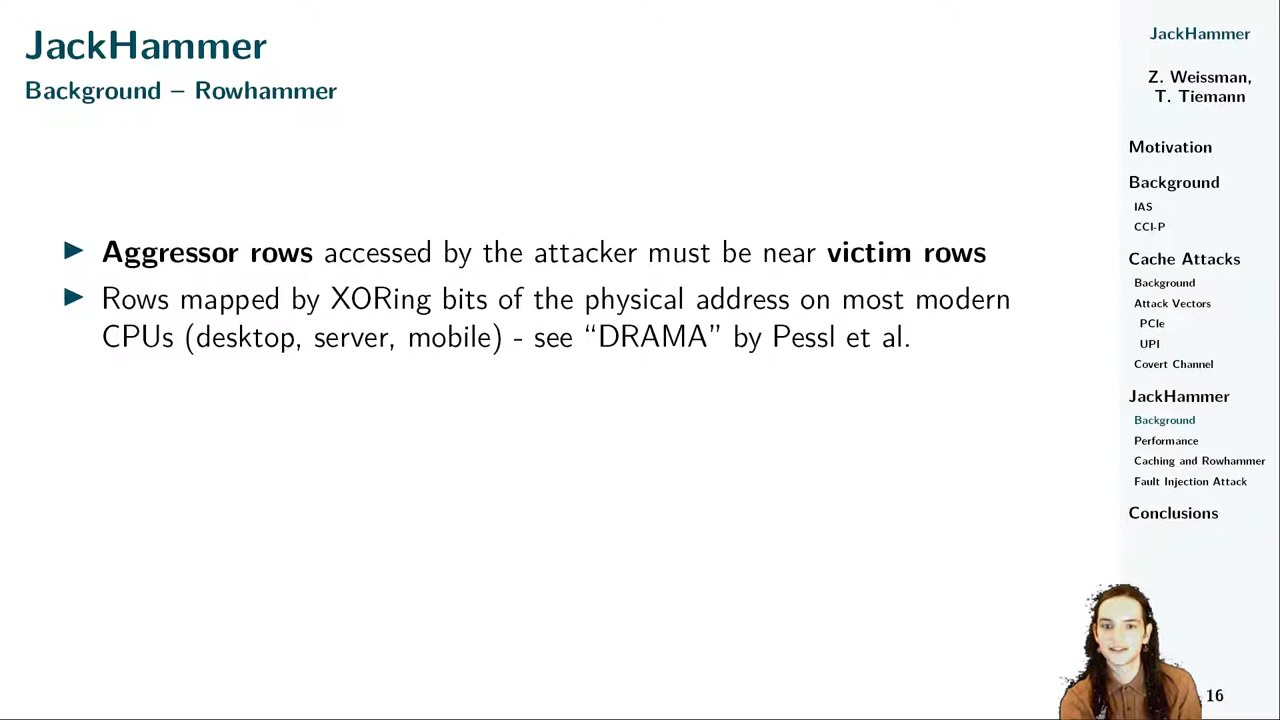 JackHammer
Background – Rowhammer
Aggressor rows accessed by the attacker must be near victim rows
Rows mapped by XORing bits of the physical address on most modern
CPUs (desktop, server, mobile) - see “DRAMA” by Pessl et al.
JackHammer
Z. Weissman,
T. Tiemann
Motivation
Background
IAS
CCI-P
Cache Attacks
Background
Attack Vectors
PCIe
UPI
Covert Channel
JackHammer
Background
Performance
Caching and Rowhammer
Fault Injection Attack
Conclusions
16